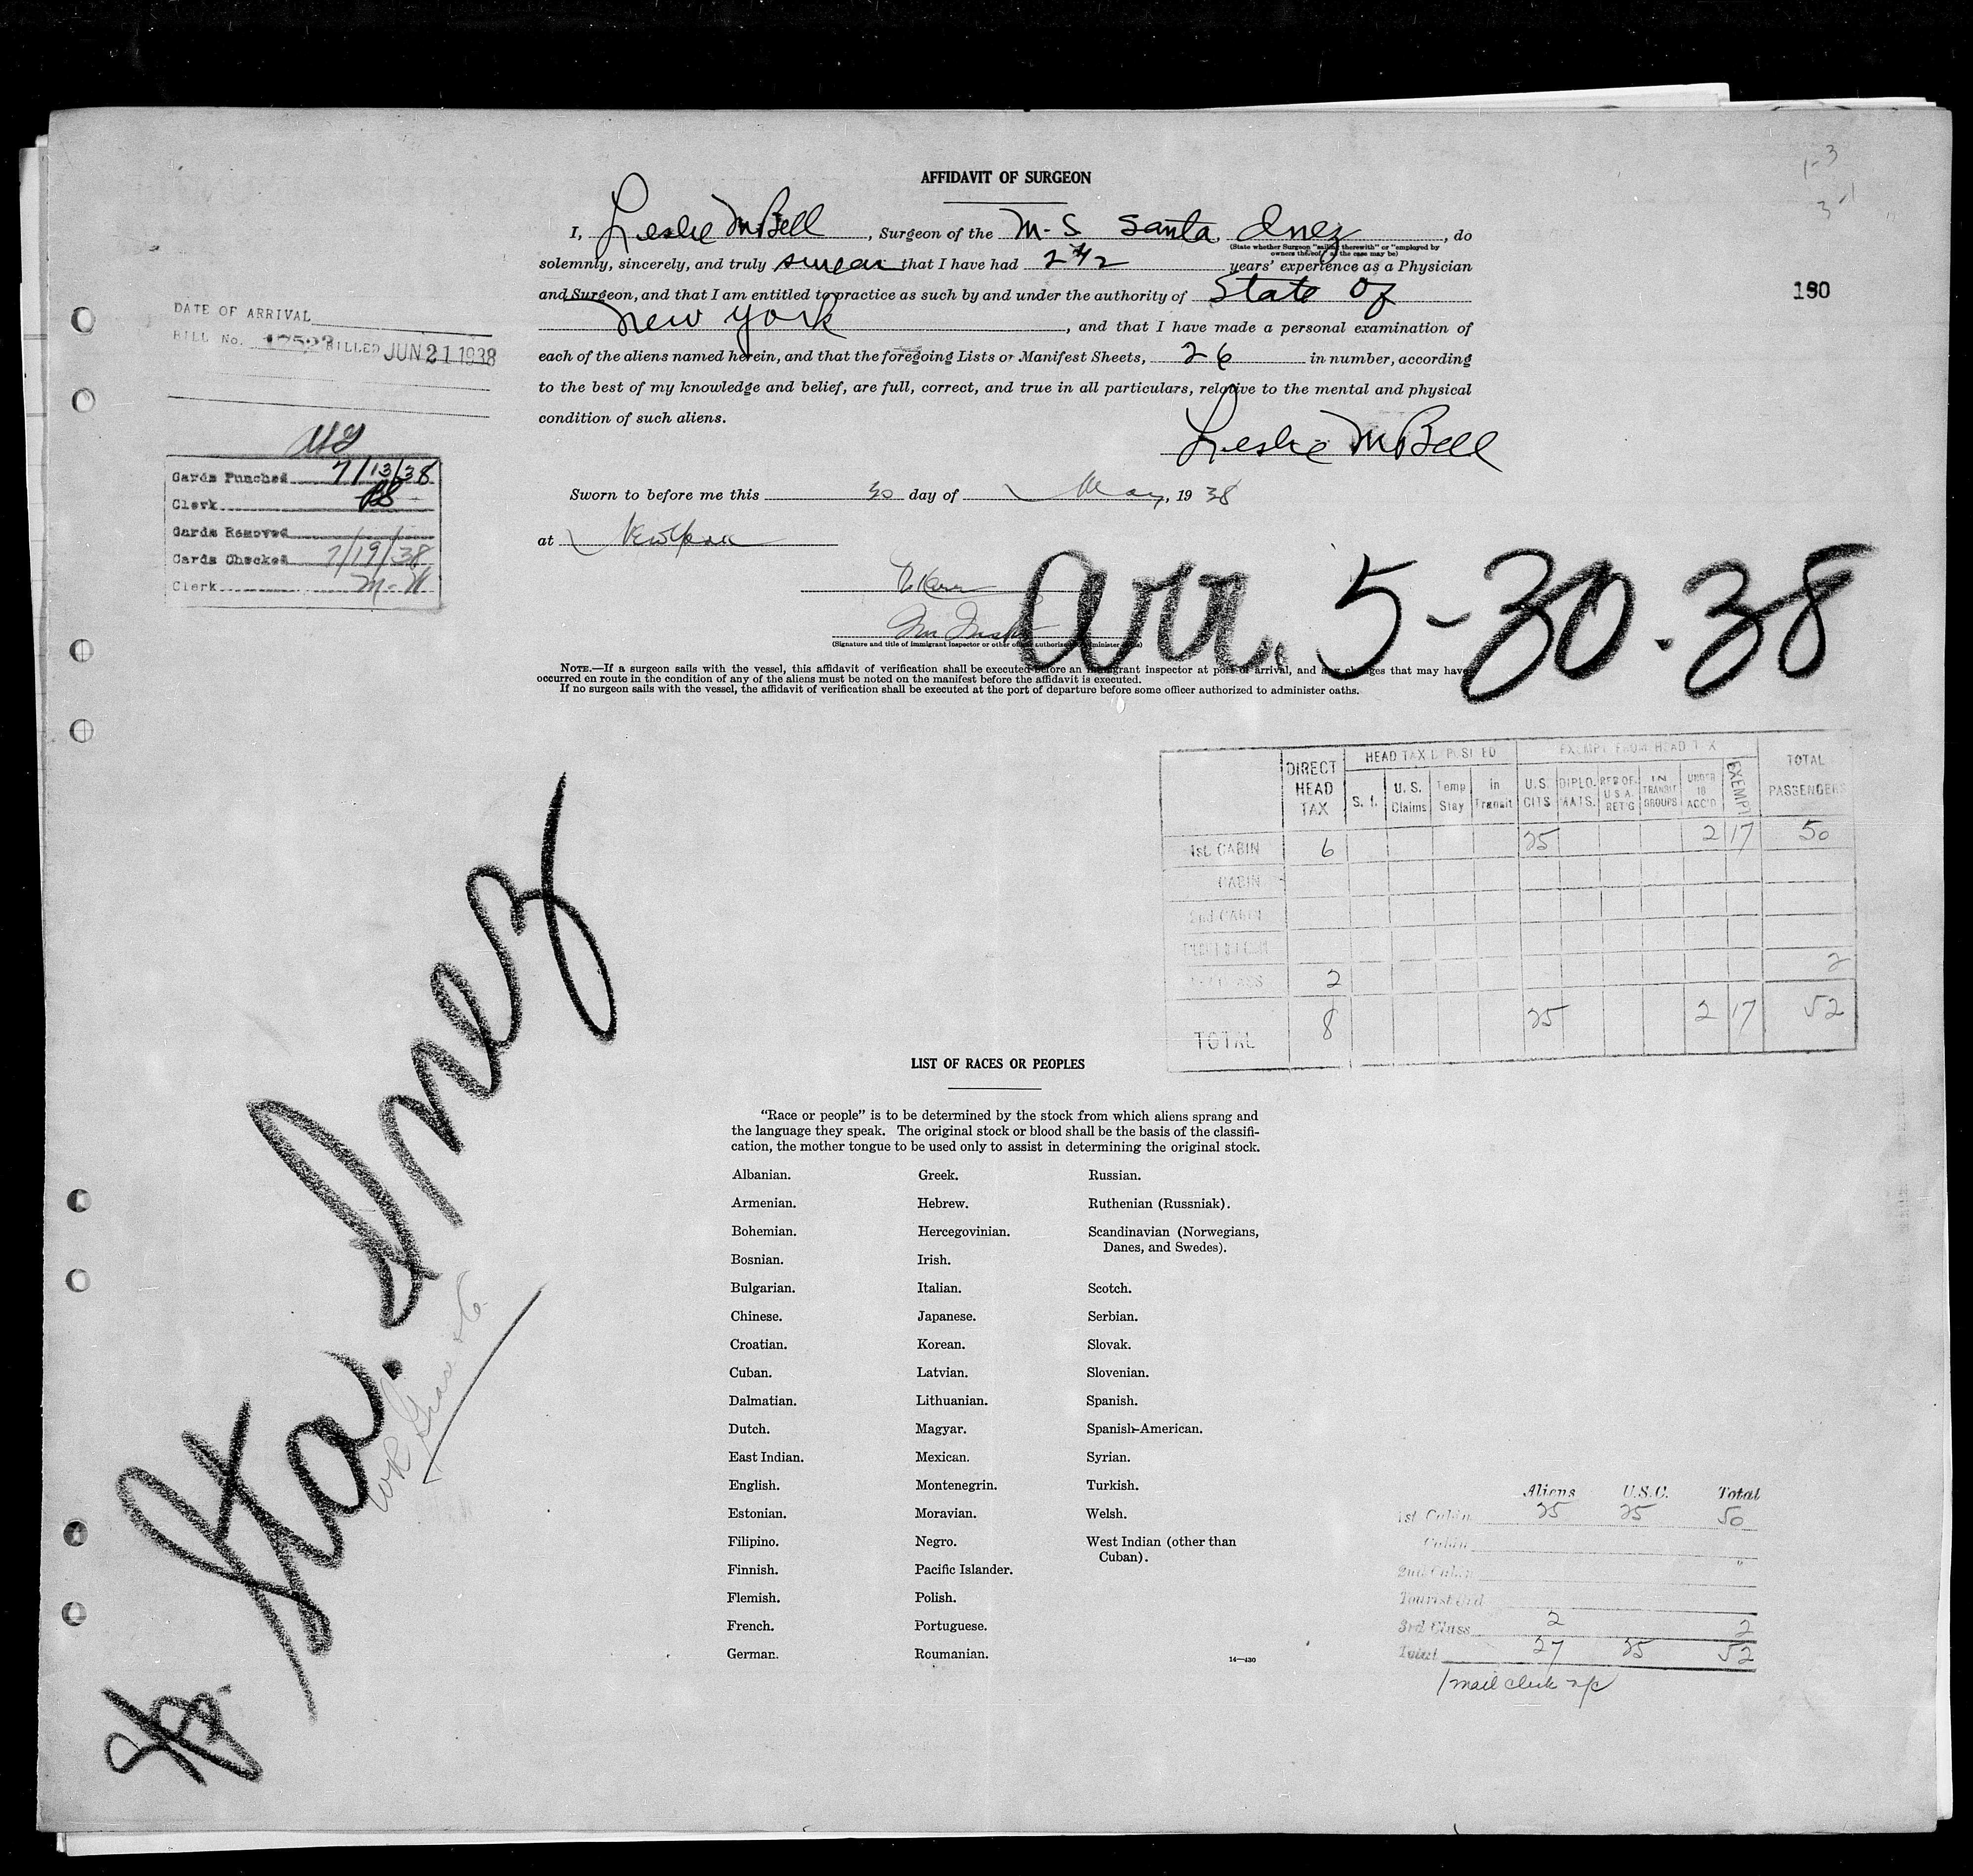 1-3
3-1
AFFIDAVIT OF SURGEON
I, Leslie M Bell, Surgeon of the M-S Santa Inez, do
(State whether Surgeon "sailing therewith" or "employed by
owners thereof," as the case may be)
solemnly, sincerely, and truly swear that I have had years' experience as a Physician
and Surgeon, and that I am entitled to practice as such by and under the authority of State of
New York, and that I have made a personal examination of
each of the aliens named herein, and that the foregoing Lists or Manifest Sheets, 26 in number, according
to the best of my knowledge and belief, are full, correct, and true in all particulars, relative to the mental and physical
condition of such aliens.
Leslie M Bell
Sworn to before me this 30 day of May, 1938
at New York
(Signature and title of immigrant inspector or other officer authorized to administer oaths)
NOTE.—If a surgeon sails with the vessel, this affidavit of verification shall be executed before an immigrant inspector at port of arrival, and any changes that may have
occurred en route in the condition of any of the aliens must be noted on the manifest before the affidavit is executed.
If no surgeon sails with the vessel, the affidavit of verification shall be executed at the port of departure before some officer authorized to administer oaths.
190
DATE OF ARRIVAL
BILL No. 17523 BILLED JUN 21 1938
Cards Punched 7/13/38
Clerk
Cards Removed
Cards Checked 7/19/38
Clerk M-W
Arr. 5-30-38
HEAD TAX DEPOSITED EXEMPT FROM HEAD TAX
DIRECT HEAD TAX S. I. U. S. Claims Temp Stay in Transit U.S. CITS DIPLOMATS. RES OF U.S.A. RET'G IN TRANSIT GROUPS UNDER 16 ACC'D EXEMPT TOTAL PASSENGERS
1st. CABIN 6 25 2 17 50
CABIN
2nd CABIN
2 2
TOTAL 8 25 2 17 52
Sta. Inez
LIST OF RACES OR PEOPLES
"Race or people" is to be determined by the stock from which aliens sprang and
the language they speak. The original stock or blood shall be the basis of the classifi-
cation, the mother tongue to be used only to assist in determining the original stock.
Albanian.
Armenian.
Bohemian.
Bosnian.
Bulgarian.
Chinese.
Croatian.
Cuban.
Dalmatian.
Dutch.
East Indian.
English.
Estonian.
Filipino.
Finnish.
Flemish.
French.
German.
Greek.
Hebrew.
Hercegovinian.
Irish.
Italian.
Japanese.
Korean.
Latvian.
Lithuanian.
Magyar.
Mexican.
Montenegrin.
Moravian.
Negro.
Pacific Islander.
Polish.
Portuguese.
Roumanian.
Russian.
Ruthenian (Russniak).
Scandinavian (Norwegians,
Danes, and Swedes).
Scotch.
Serbian.
Slovak.
Slovenian.
Spanish.
Spanish-American.
Syrian.
Turkish.
Welsh.
West Indian (other than
Cuban).
14—430
Aliens U.S.C. Total
1st Cabin 25 25 50
Cabin
2nd Cabin
Tourist 3rd
3rd Class 2 2
Total 27 25 52
1 mail clerk